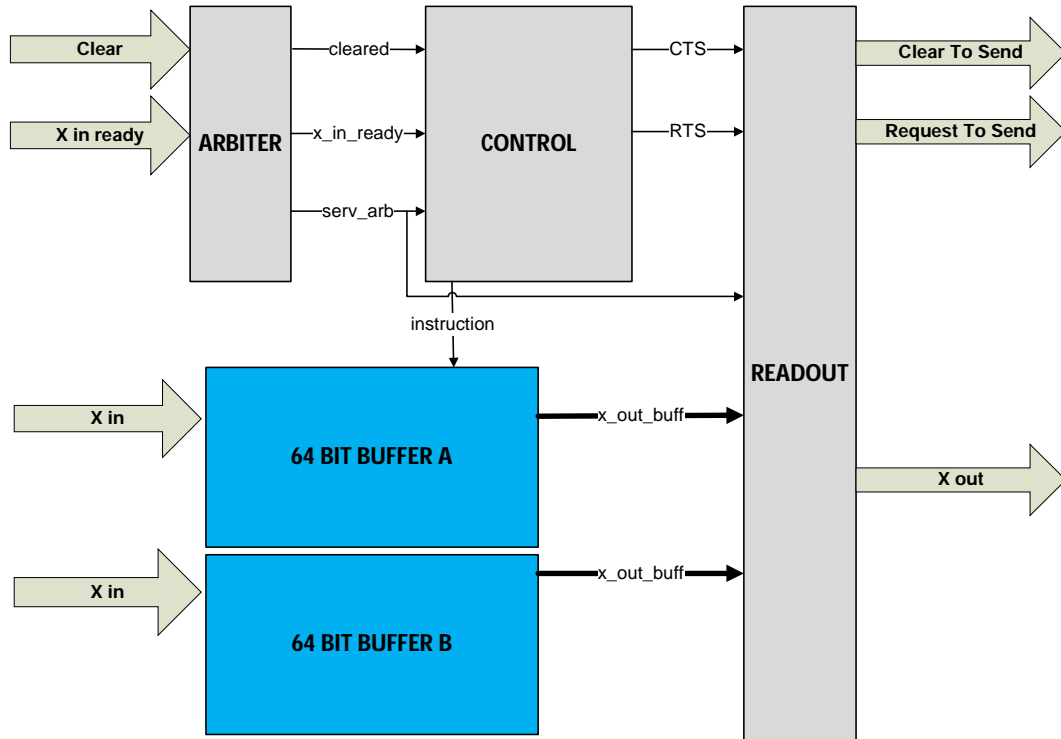 Clear
cleared
CTS
Clear To Send
X in ready
ARBITER
x_in_ready
CONTROL
RTS
Request To Send
serv_arb
instruction
READOUT
X in
64 BIT BUFFER A
x_out_buff
X out
X in
64 BIT BUFFER B
x_out_buff